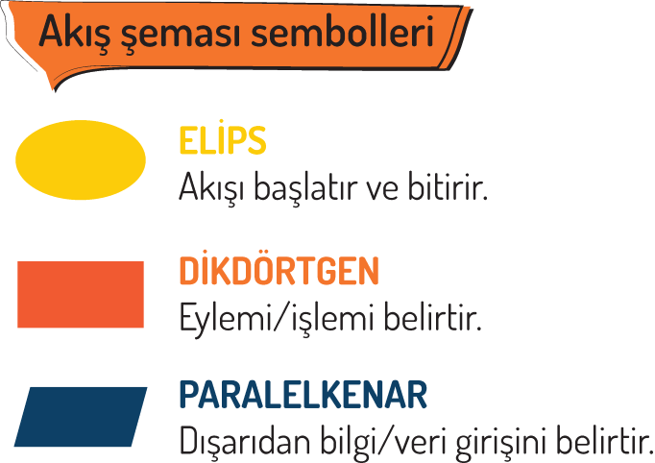 Akış şeması sembolleri
ELİPS
Akışı başlatır ve bitirir.
DİKDÖRTGEN
Eylemi/işlemi belirtir.
PARALELKENAR
Dışarıdan bilgi/veri girişini belirtir.